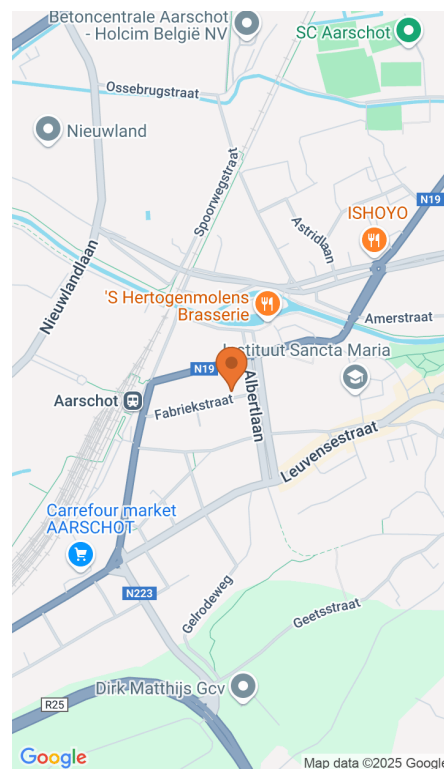 Betoncentrale Aarschot
- Holcim België NV
SC Aarschot
Ossebrugstraat
Nieuwland
Spoorwegstraat
N19
Astridlaan
ISHOYO
Nieuwlandlaan
'S Hertogenmolens
Brasserie
Amerstraat
Instituut Sancta Maria
N19
Albertlaan
Aarschot
Fabriekstraat
Leuvensestraat
Carrefour market
AARSCHOT
N223
Gelrodeweg
Geetsstraat
Dirk Matthijs Gcv
R25
Google
Map data ©2025 Google